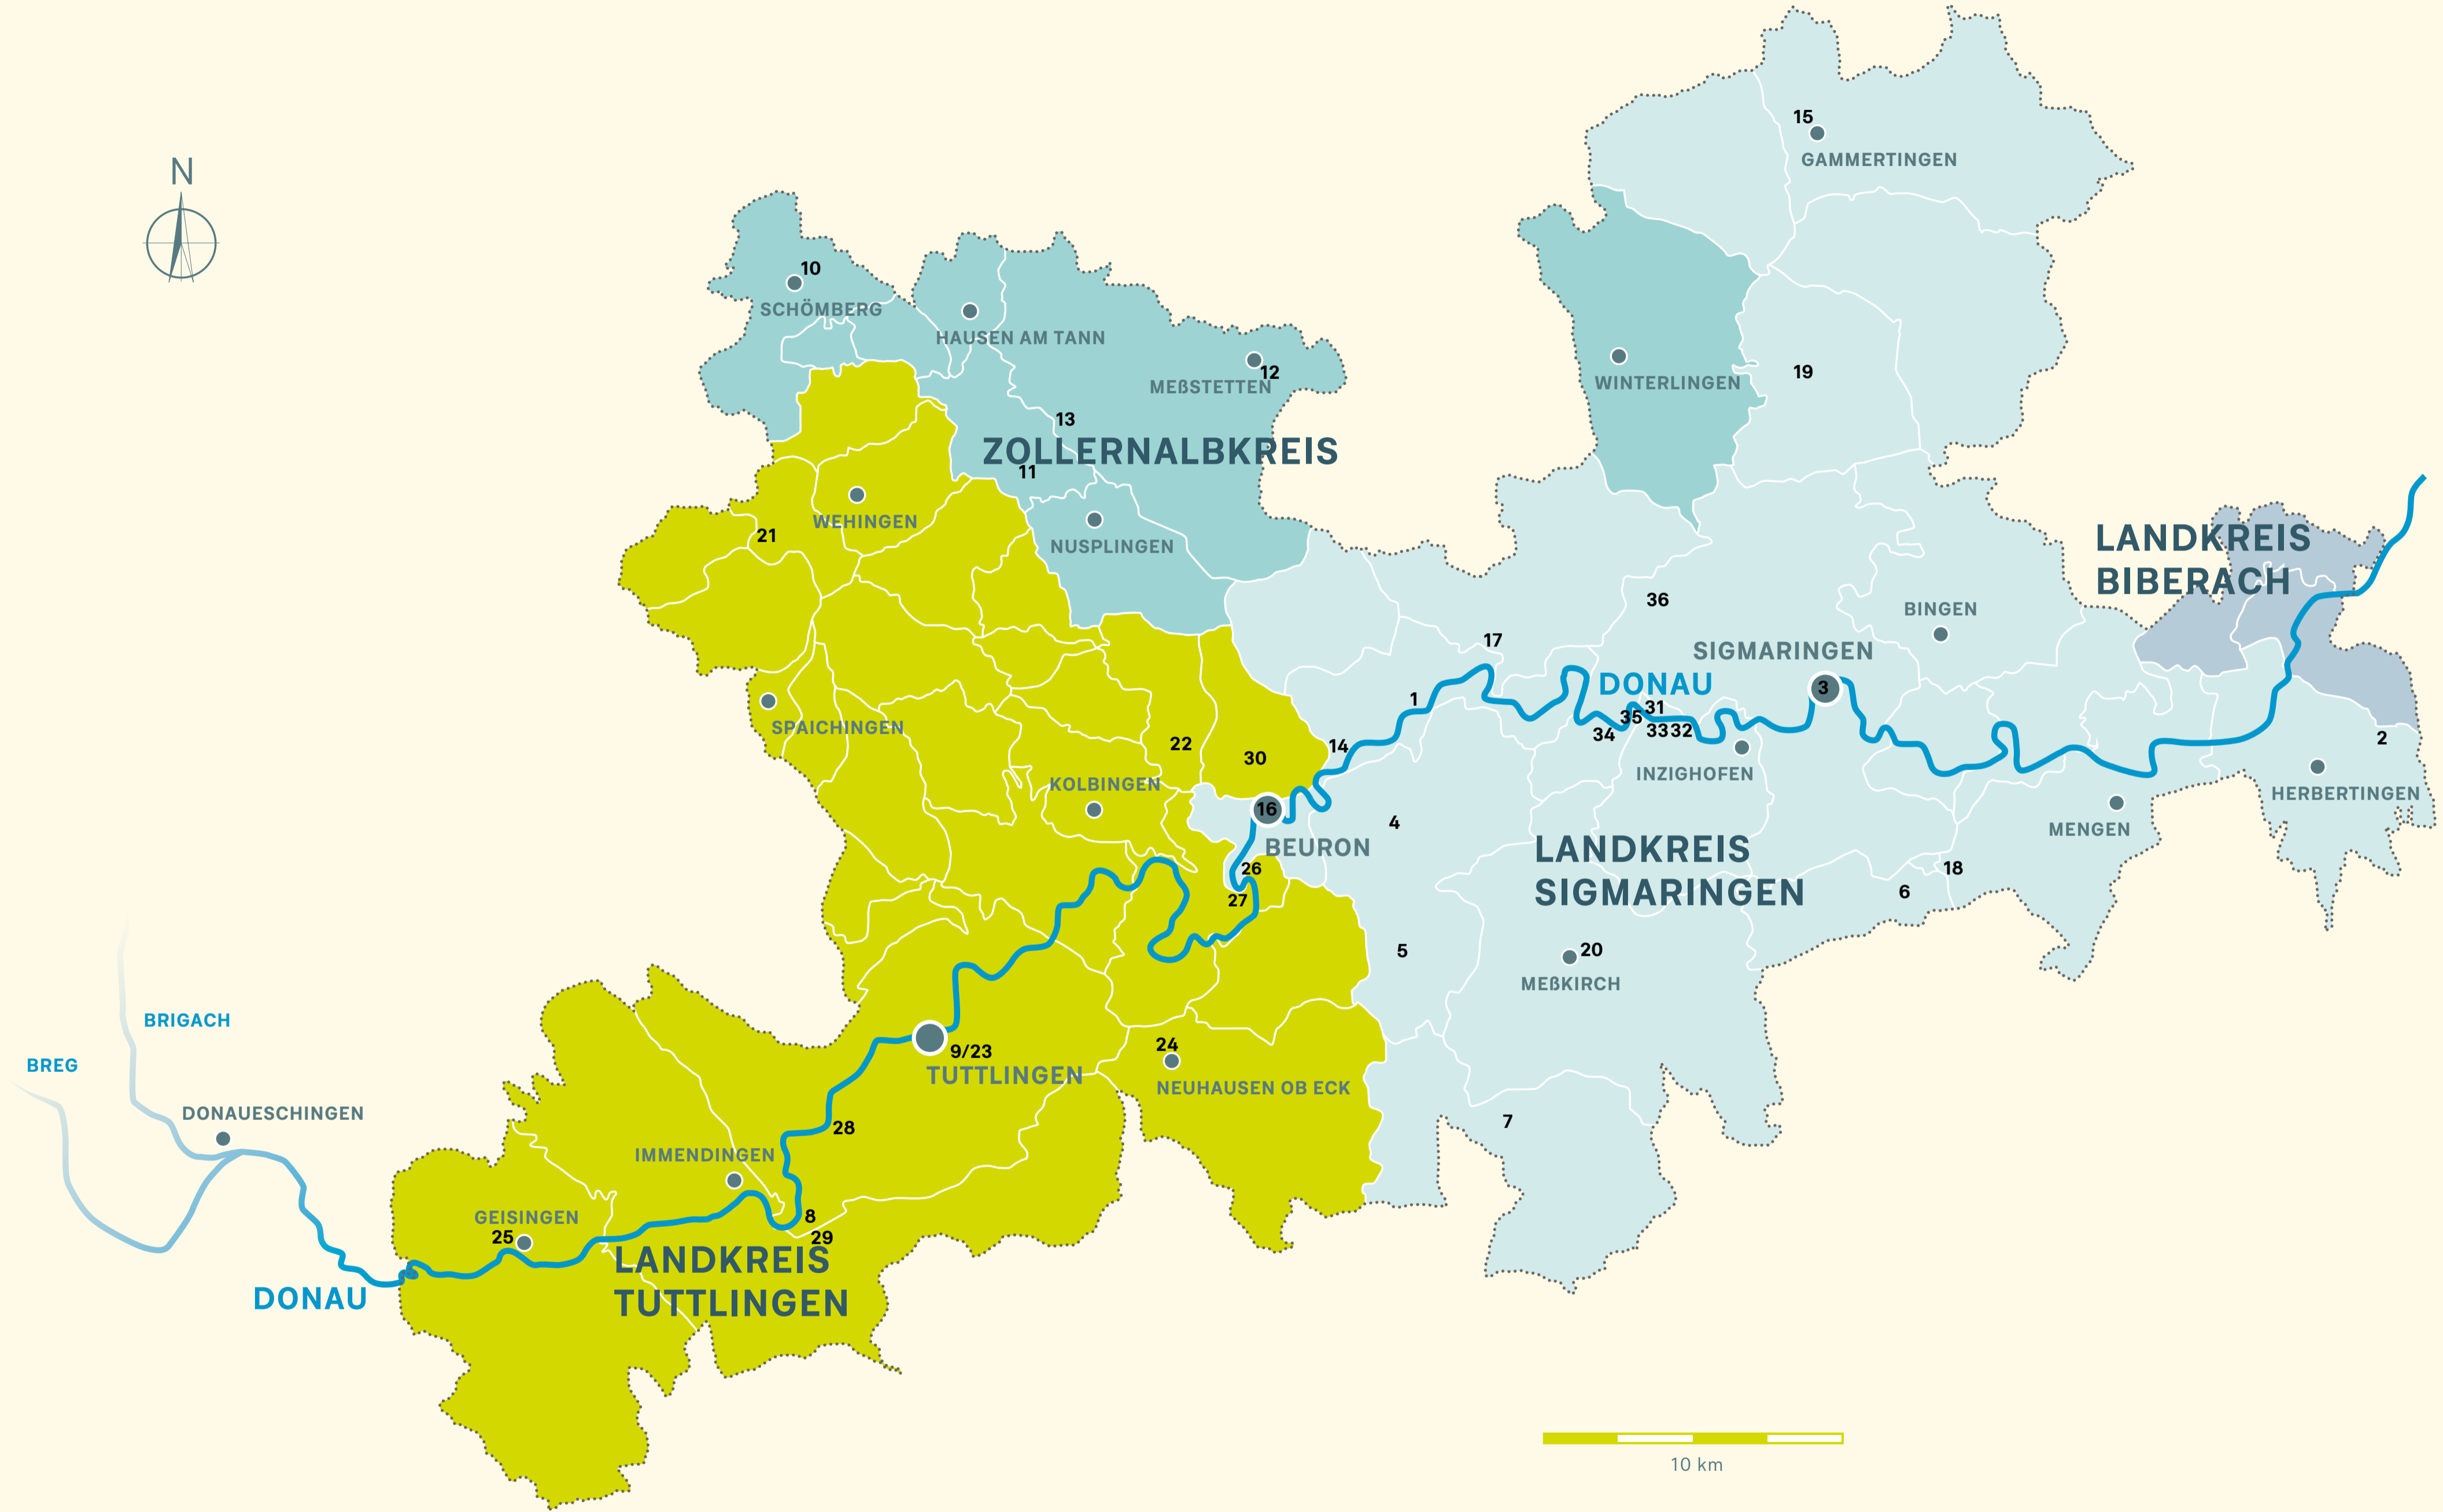 15
GAMMERTINGEN
N
10
SCHÖMBERG
HAUSEN AM TANN
MEßSTETTEN
12
WINTERLINGEN
19
13
ZOLLERNALBKREIS
11
WEHINGEN
21
NUSPLINGEN
LANDKREIS
BIBERACH
36
BINGEN
17
SIGMARINGEN
3
DONAU
1
31
35
34
33
32
SPAICHINGEN
22
30
14
2
INZIGHOFEN
KOLBINGEN
16
BEURON
4
HERBERTINGEN
MENGEN
LANDKREIS
SIGMARINGEN
26
27
18
6
5
20
MEßKIRCH
BRIGACH
BREG
9/23
TUTTLINGEN
24
NEUHAUSEN OB ECK
DONAUESCHINGEN
28
7
IMMENDINGEN
GEISINGEN
25
8
29
LANDKREIS
TUTTLINGEN
DONAU
10 km